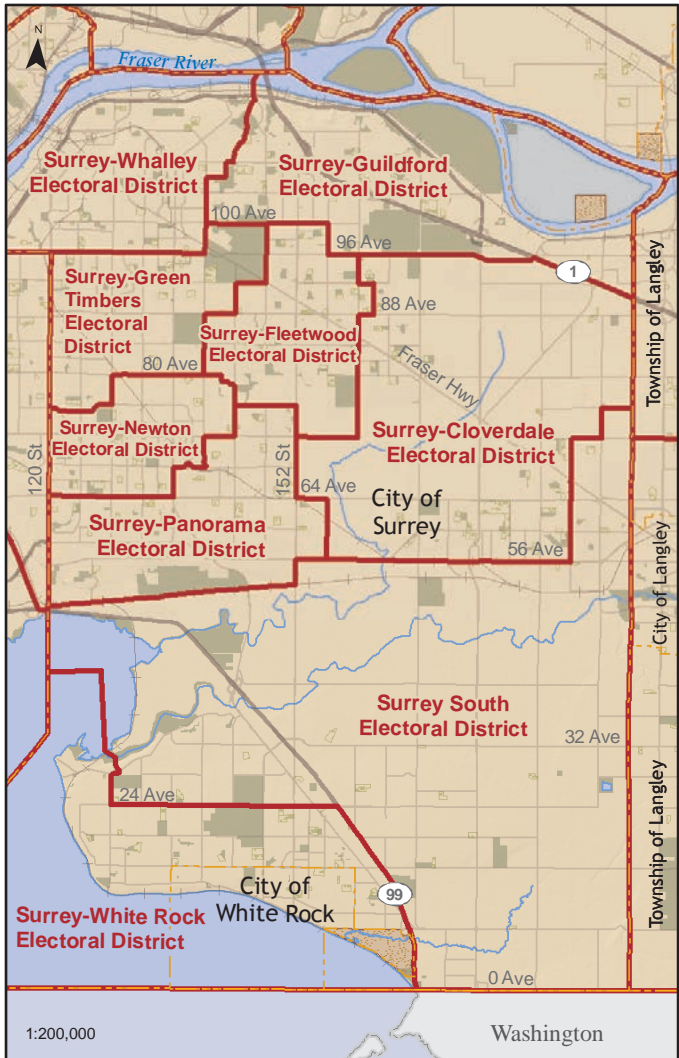 N
Fraser River
Surrey-Whalley
Electoral District
Surrey-Guildford
Electoral District
100 Ave
96 Ave
1
Surrey-Green
Timbers
Electoral
District
88 Ave
Surrey-Fleetwood
Electoral District
80 Ave
Fraser Hwy
Township of Langley
Surrey-Newton
Electoral District
Surrey-Cloverdale
Electoral District
120 St
152 St
64 Ave
City of
Surrey
Surrey-Panorama
Electoral District
56 Ave
City of Langley
Surrey South
Electoral District
32 Ave
24 Ave
Township of Langley
City of
White Rock
99
Surrey-White Rock
Electoral District
0 Ave
1:200,000
Washington